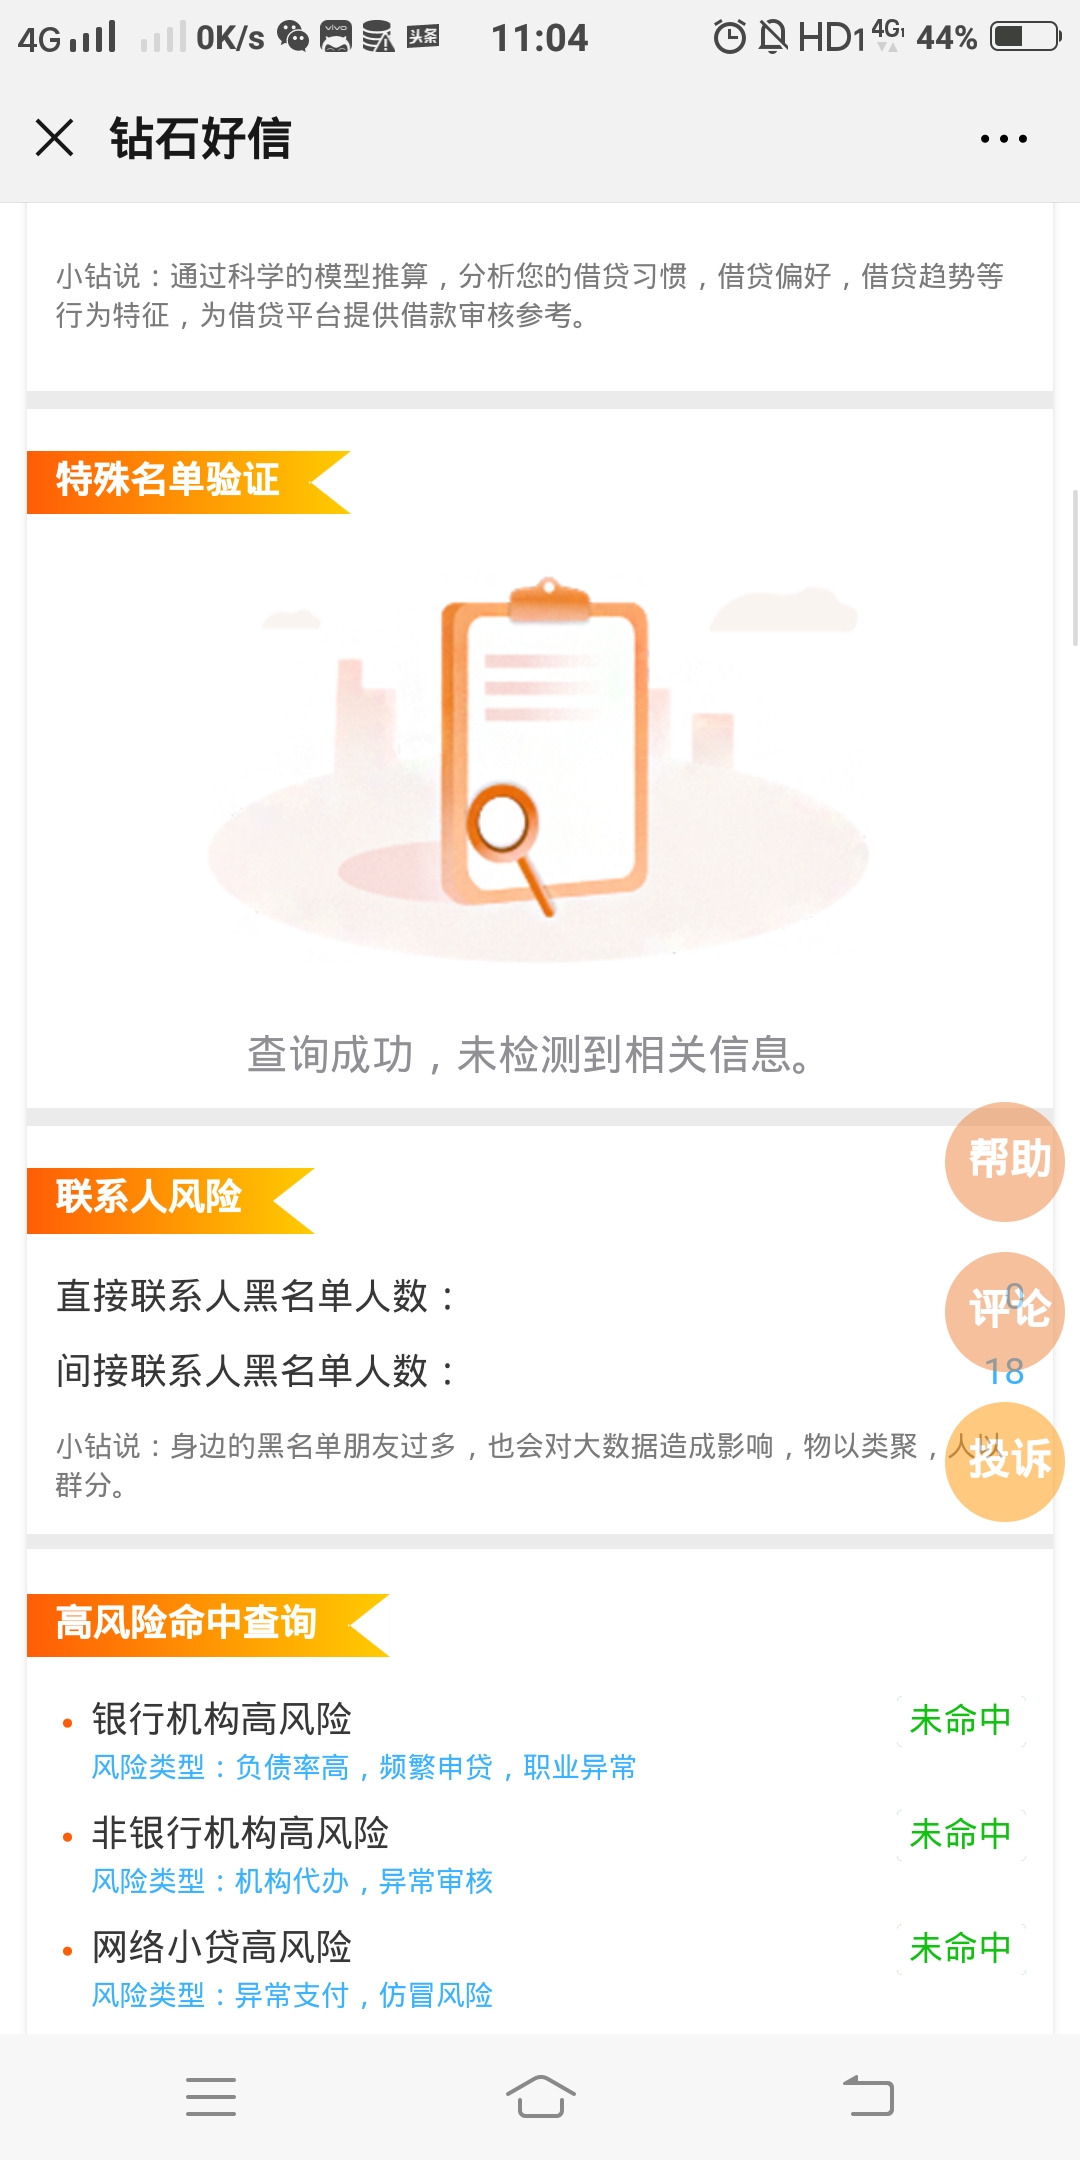 4G 0K/s vivo 头条 11:04 HD1 4G1 44%
钻石好信
小钻说：通过科学的模型推算，分析您的借贷习惯，借贷偏好，借贷趋势等
行为特征，为借贷平台提供借款审核参考。
特殊名单验证
查询成功，未检测到相关信息。
帮助
联系人风险
直接联系人黑名单人数： 0
评论
间接联系人黑名单人数： 18
小钻说：身边的黑名单朋友过多，也会对大数据造成影响，物以类聚，人以
群分。
投诉
高风险命中查询
银行机构高风险 未命中
风险类型：负债率高，频繁申贷，职业异常
非银行机构高风险 未命中
风险类型：机构代办，异常审核
网络小贷高风险 未命中
风险类型：异常支付，仿冒风险